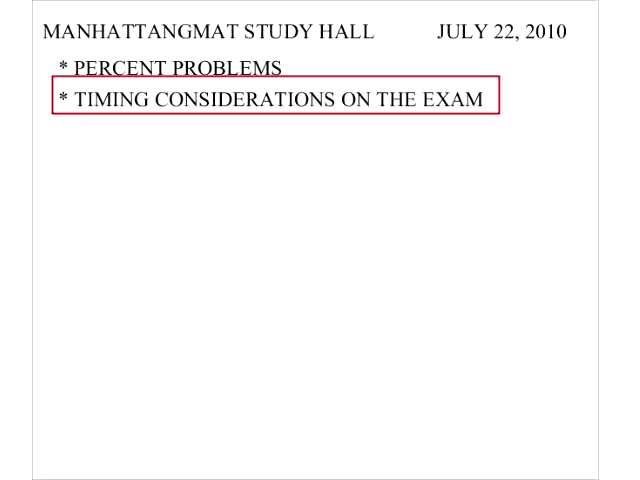 MANHATTANGMAT STUDY HALL JULY 22, 2010
* PERCENT PROBLEMS
* TIMING CONSIDERATIONS ON THE EXAM